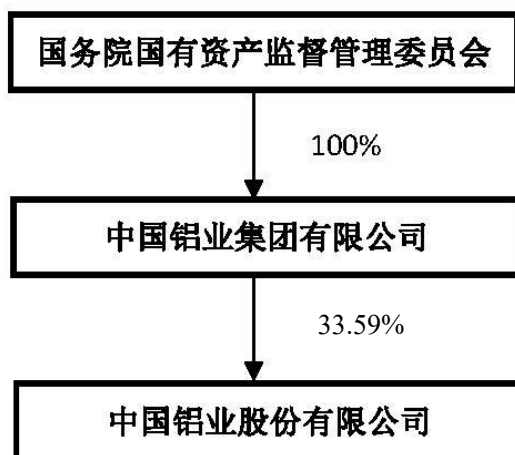 国务院国有资产监督管理委员会
100%
中国铝业集团有限公司
33.59%
中国铝业股份有限公司